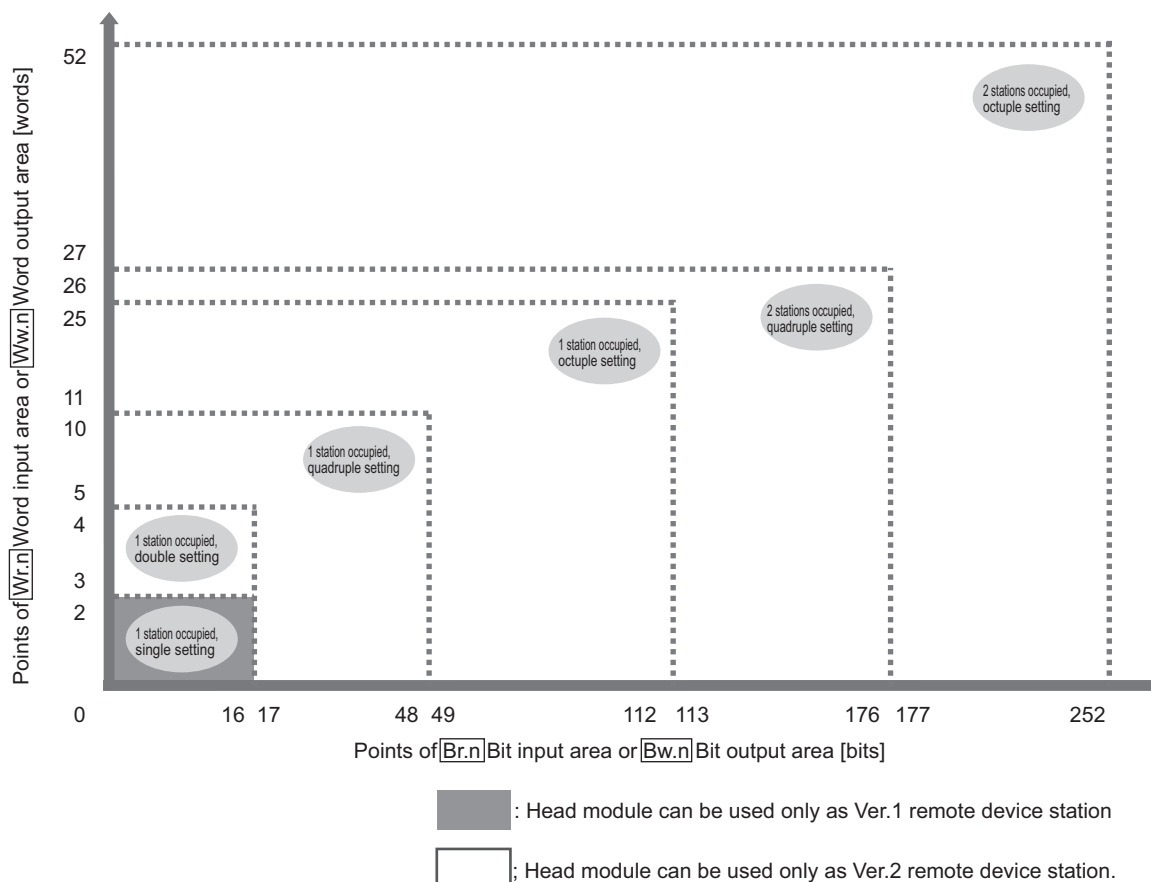 52
2 stations occupied,
octuple setting
27
26
25
2 stations occupied,
quadruple setting
1 station occupied,
octuple setting
11
10
1 station occupied,
quadruple setting
5
4
1 station occupied,
double setting
3
2
1 station occupied,
single setting
Points of Wr.n Word input area or Ww.n Word output area [words]
0 16 17 48 49 112 113 176 177 252
Points of Br.n Bit input area or Bw.n Bit output area [bits]
: Head module can be used only as Ver.1 remote device station
; Head module can be used only as Ver.2 remote device station.